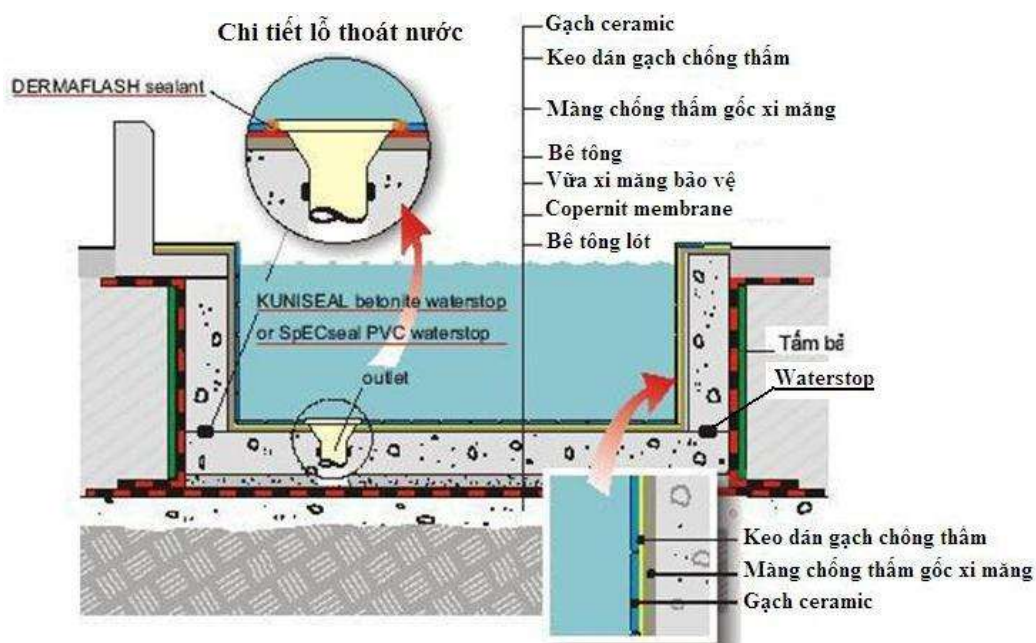 Chi tiết lỗ thoát nước
DERMAFLASH sealant
Gạch ceramic
Keo dán gạch chống thấm
Màng chống thấm gốc xi măng
Bê tông
Vữa xi măng bảo vệ
Copernit membrane
Bê tông lót
KUNISEAL betonite waterstop
or SpECseal PVC waterstop
outlet
Tấm bả
Waterstop
Keo dán gạch chông thấm
Màng chống thấm gốc xi măng
Gạch ceramic